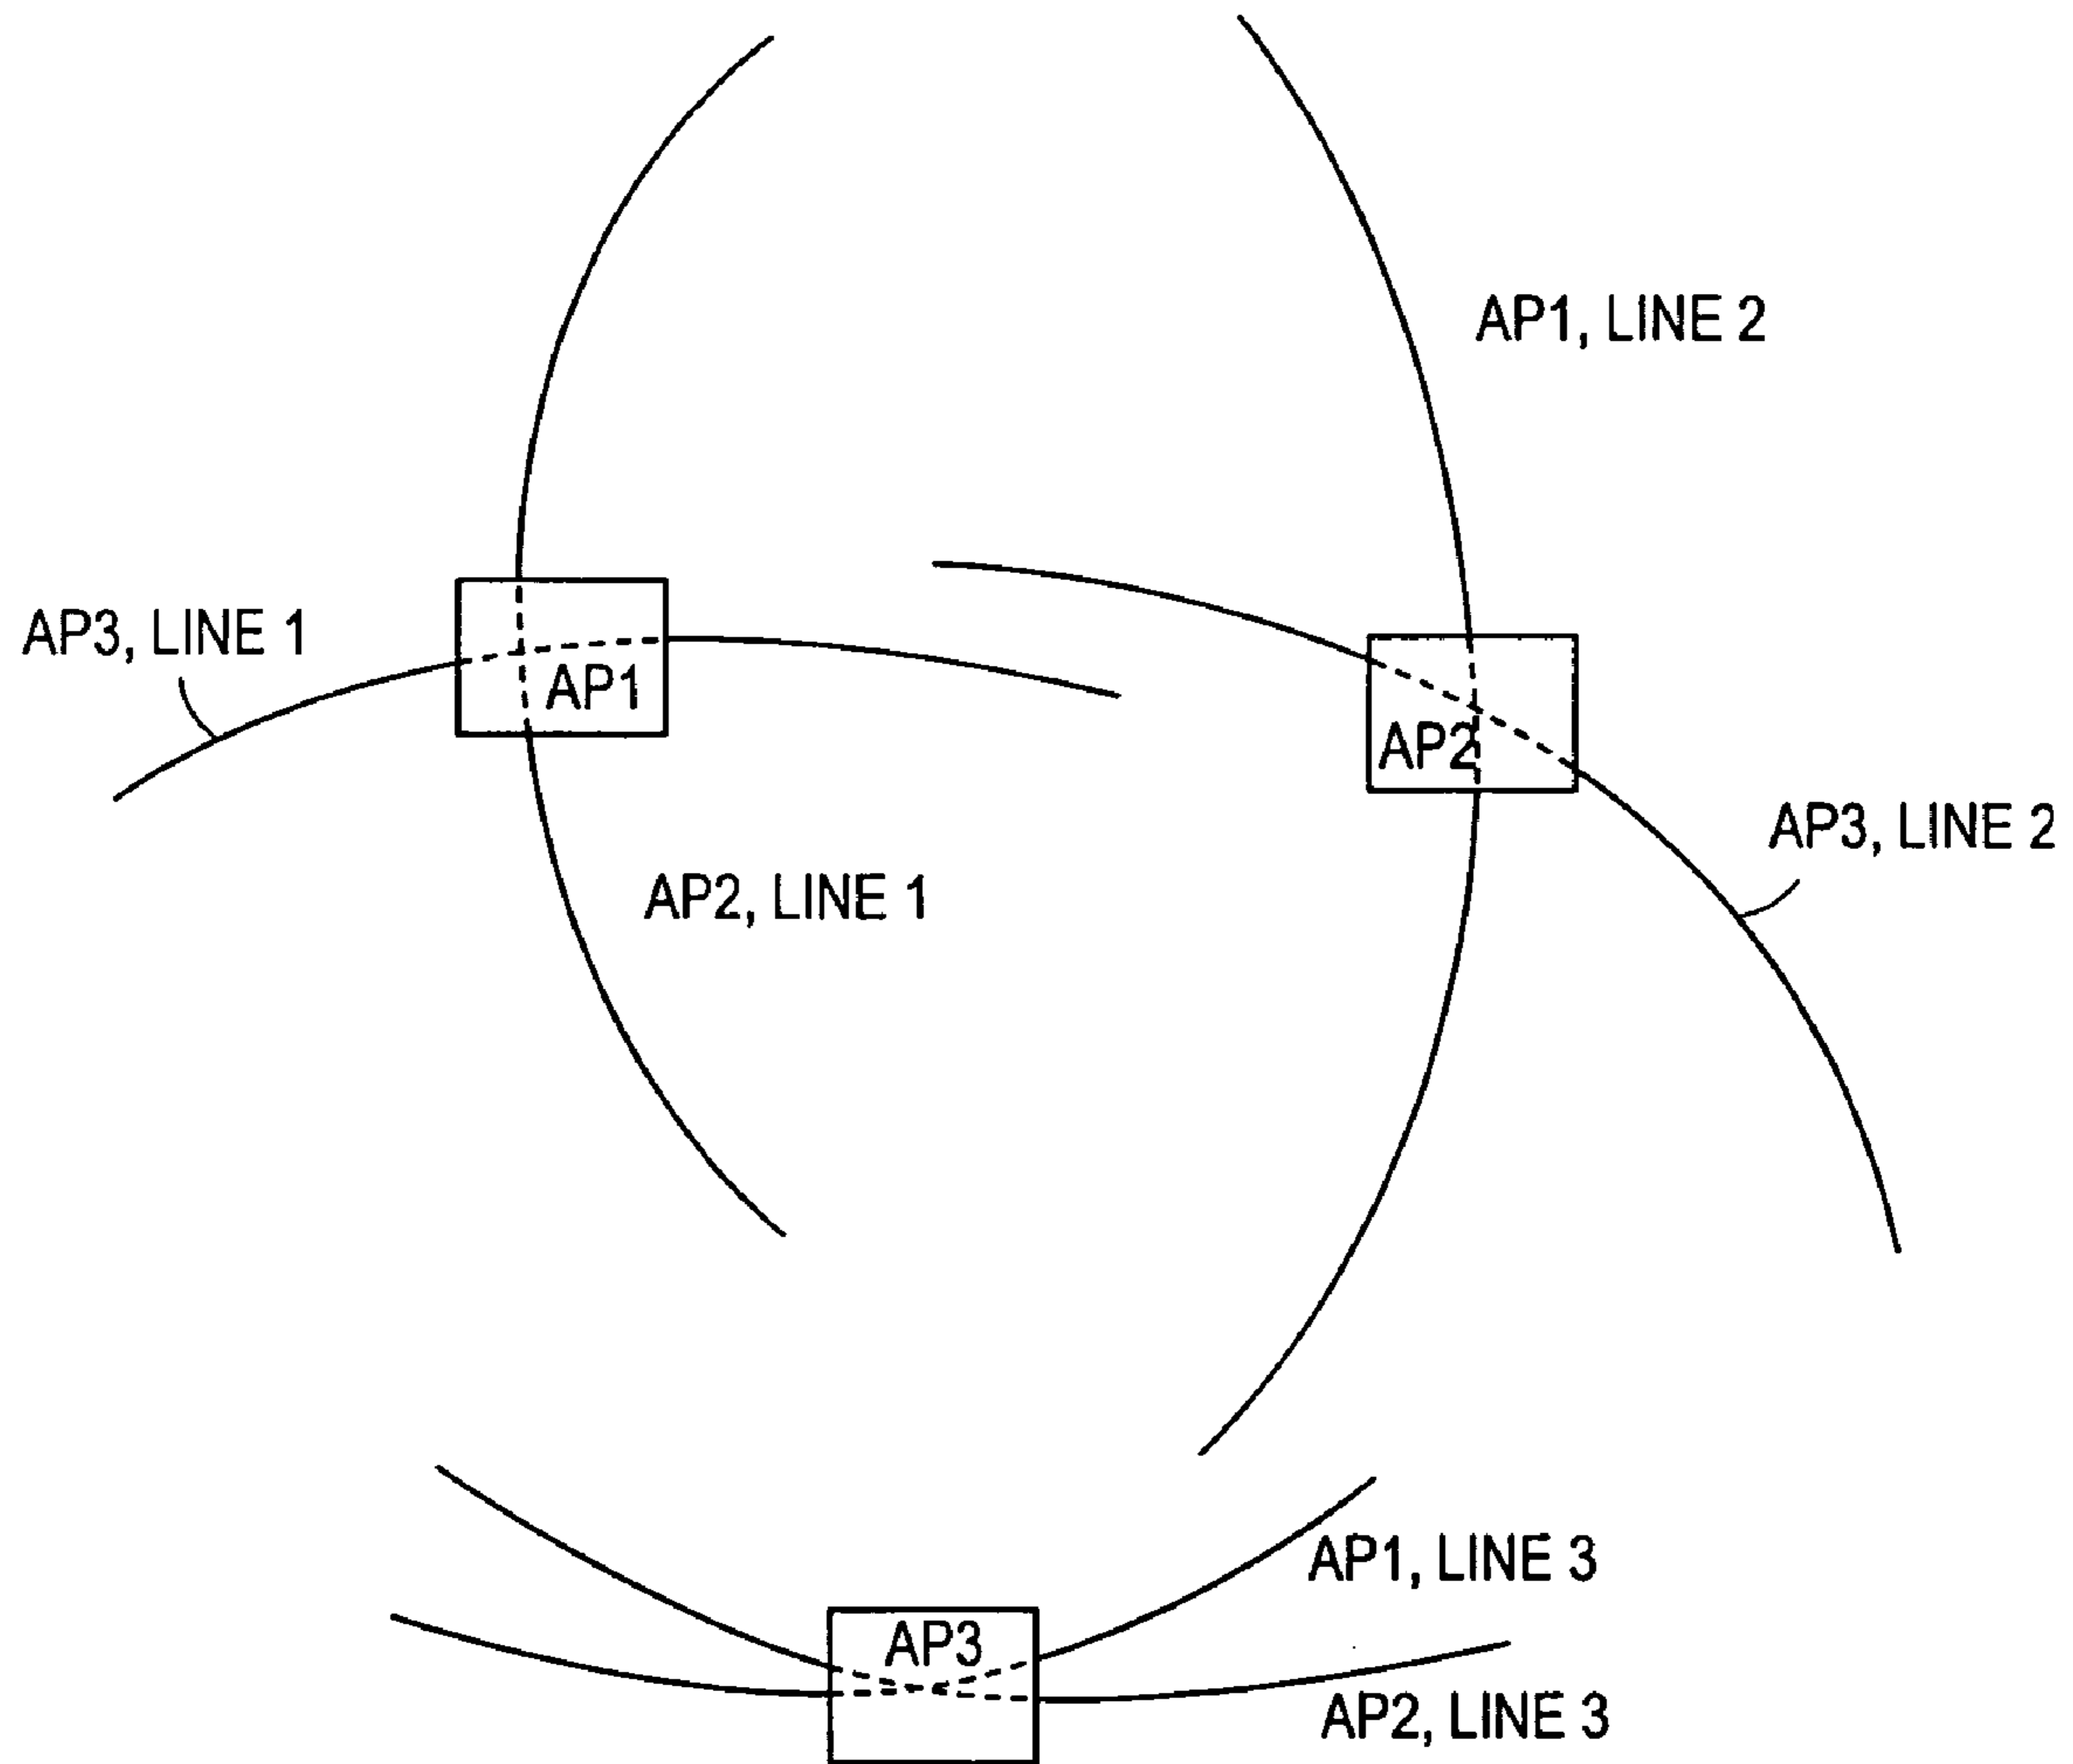 AP1, LINE 2
AP3, LINE 1
AP1
AP2
AP3, LINE 2
AP2, LINE 1
AP1, LINE 3
AP3
AP2, LINE 3